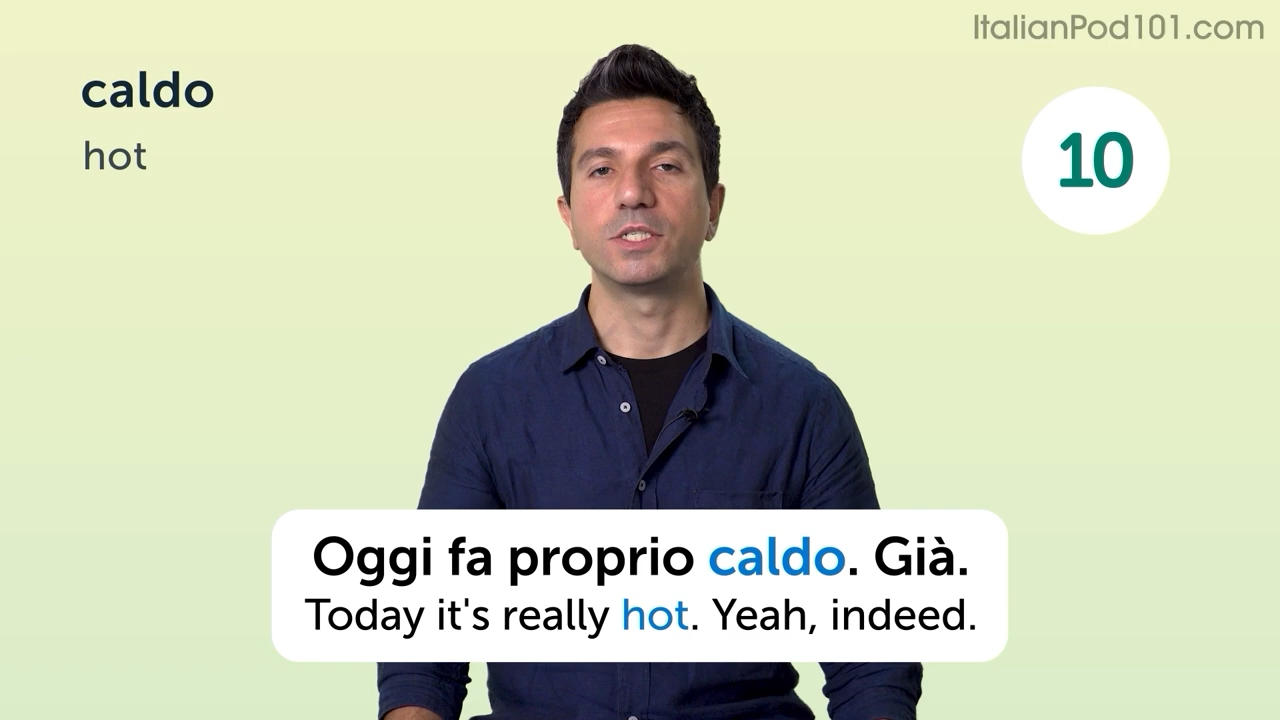 ItalianPod101.com
caldo
hot
10
Oggi fa proprio caldo. Già.
Today it's really hot. Yeah, indeed.